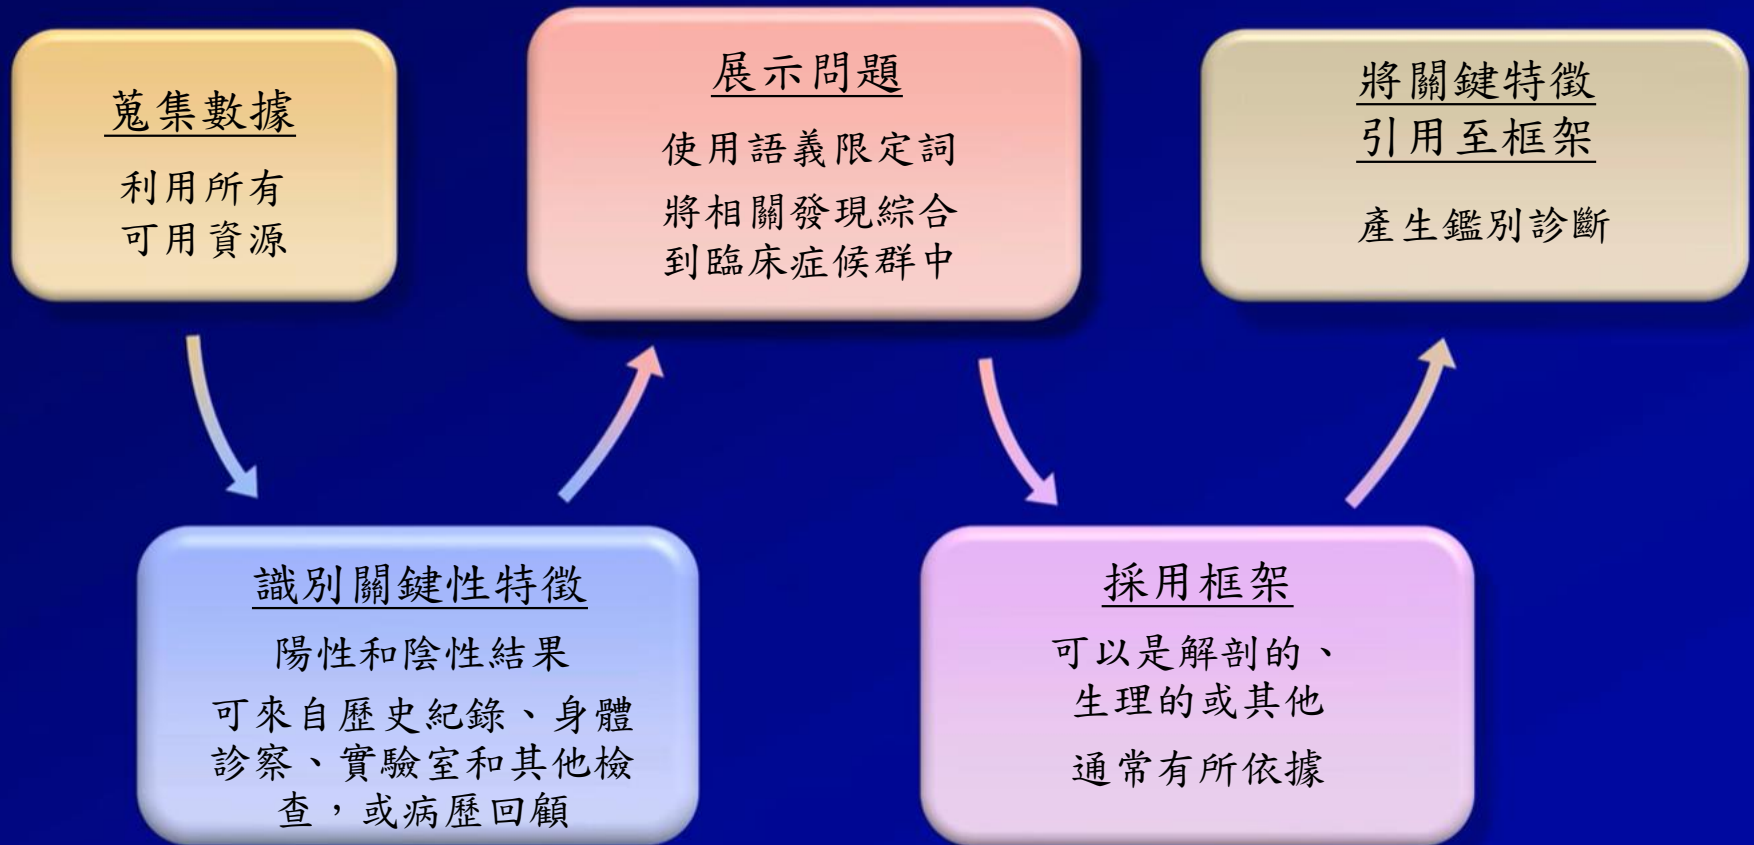 蒐集數據
利用所有
可用資源
識別關鍵性特徵
陽性和陰性結果
可來自歷史紀錄、身體
診察、實驗室和其他檢
查，或病歷回顧
展示問題
使用語義限定詞
將相關發現綜合
到臨床症候群中
採用框架
可以是解剖的、
生理的或其他
通常有所依據
將關鍵特徵
引用至框架
產生鑑別診斷